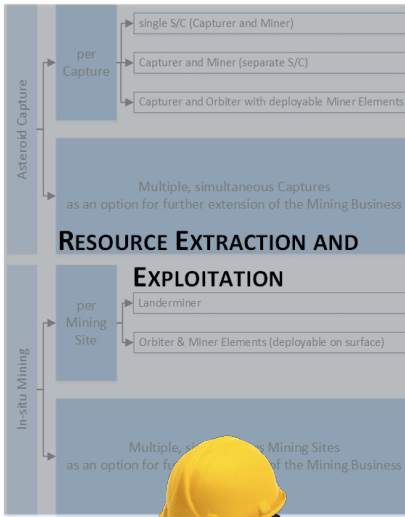 single S/C (Capturer and Miner)
per
Capture
Capturer and Miner (separate S/C)
Capturer and Orbiter with deployable Miner Elements
Asteroid Capture
Multiple, simultaneous Captures
as an option for further extension of the Mining Business
RESOURCE EXTRACTION AND
EXPLOITATION
per
Mining
Site
Landerminer
Orbiter & Miner Elements (deployable on surface)
In-situ Mining
Multiple, Mining Sites
as an option for of the Mining Business